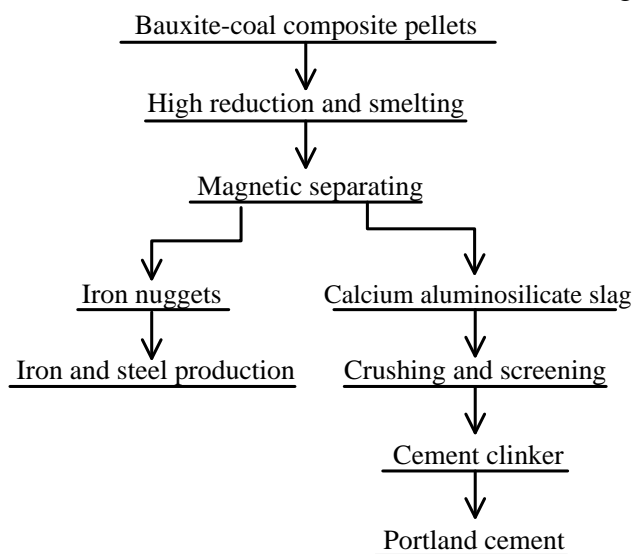 Bauxite-coal composite pellets
High reduction and smelting
Magnetic separating
Iron nuggets
Calcium aluminosilicate slag
Iron and steel production
Crushing and screening
Cement clinker
Portland cement